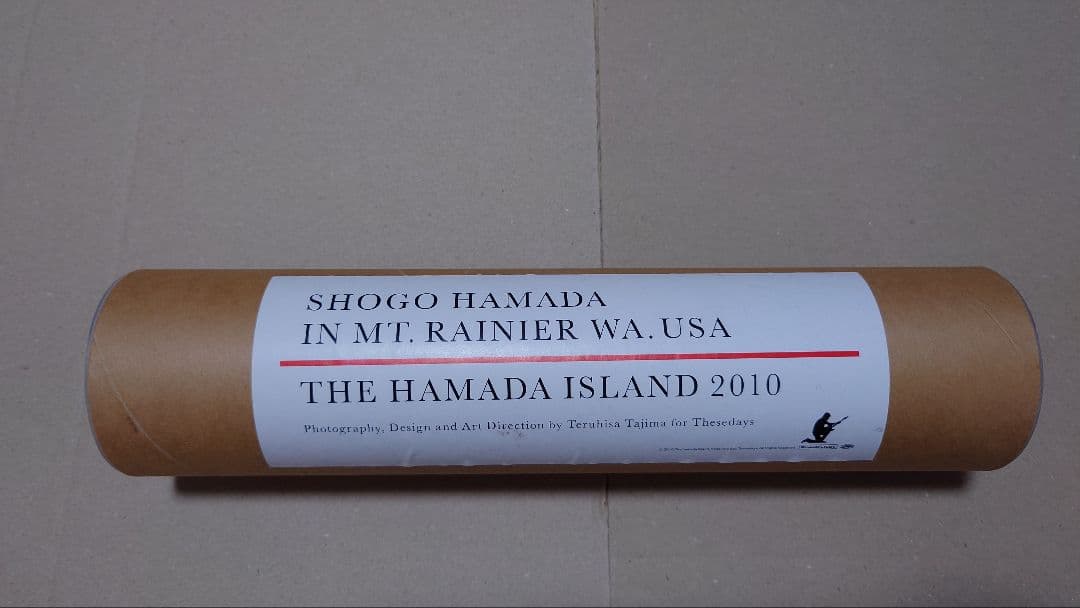 SHOGO HAMADA
IN MT. RAINIER WA. USA
THE HAMADA ISLAND 2010
Photography, Design and Art Direction by Teruhisa Tajima for Thesedays